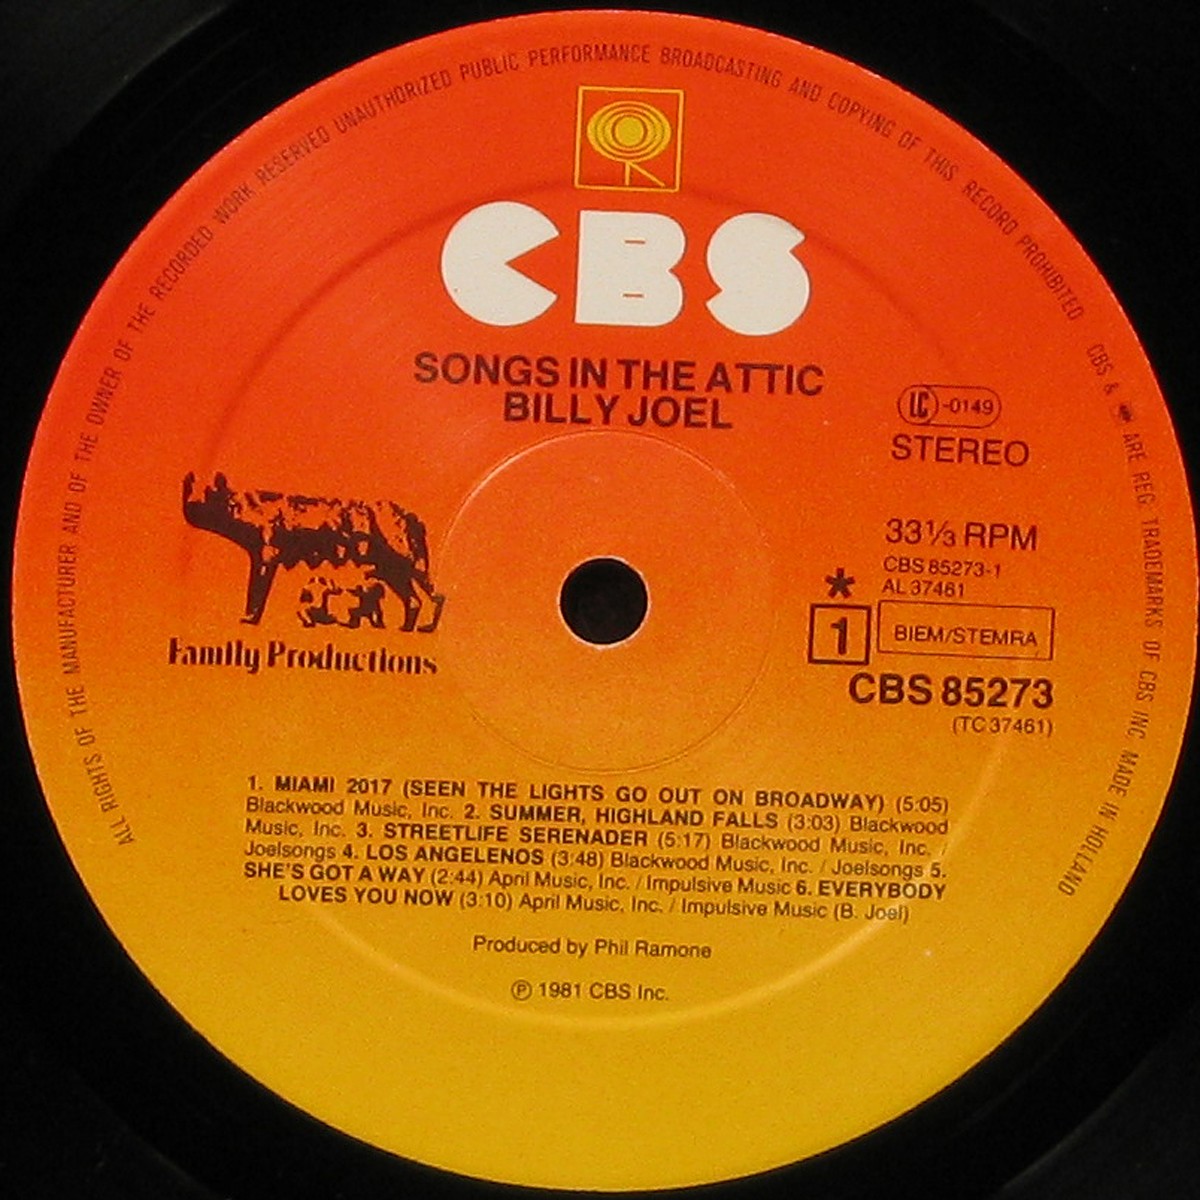 ALL RIGHTS OF THE MANUFACTURER AND OF THE OWNER OF THE RECORDED WORK RESERVED UNAUTHORIZED PUBLIC PERFORMANCE BROADCASTING AND COPYING OF THIS RECORD PROHIBITED
CBS & ARE REG. TRADEMARKS OF CBS INC MADE IN HOLLAND
CBS
SONGS IN THE ATTIC
BILLY JOEL
LC -0149
STEREO
33⅓ RPM
CBS 85273-1
AL 37461
*
1
BIEM/STEMRA
CBS 85273
(TC 37461)
Family Productions
1. MIAMI 2017 (SEEN THE LIGHTS GO OUT ON BROADWAY) (5:05)
Blackwood Music, Inc. 2. SUMMER, HIGHLAND FALLS (3:03) Blackwood
Music, Inc. 3. STREETLIFE SERENADER (5:17) Blackwood Music, Inc. /
Joelsongs 4. LOS ANGELENOS (3:48) Blackwood Music, Inc. / Joelsongs 5.
SHE'S GOT A WAY (2:44) April Music, Inc. / Impulsive Music 6. EVERYBODY
LOVES YOU NOW (3:10) April Music, Inc. / Impulsive Music (B. Joel)
Produced by Phil Ramone
℗ 1981 CBS Inc.